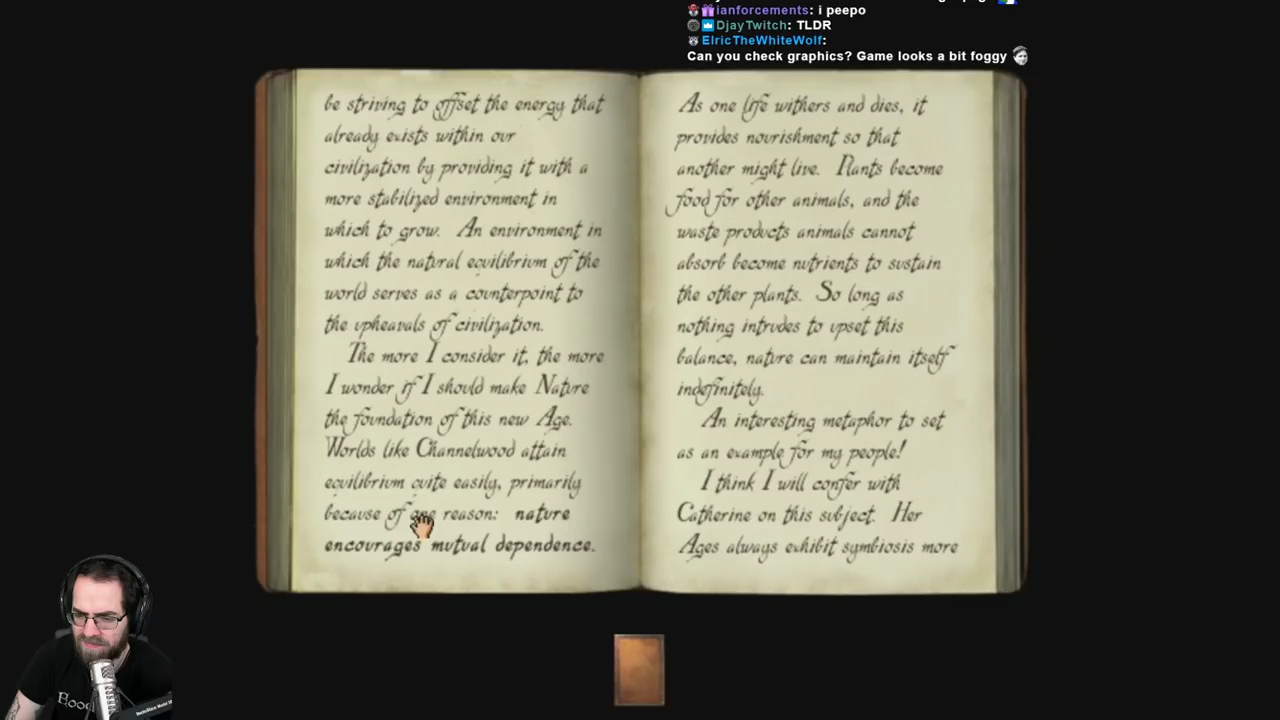 ianforcements: i peepo
DjayTwitch: TLDR
ElricTheWhiteWolf:
Can you check graphics? Game looks a bit foggy
be striving to offset the energy that
already exists within our
civilization by providing it with a
more stabilized environment in
which to grow. An environment in
which the natural equilibrium of the
world serves as a counterpoint to
the upheavals of civilization.
The more I consider it, the more
I wonder if I should make Nature
the foundation of this new Age.
Worlds like Channelwood attain
equilibrium quite easily, primarily
because of one reason: nature
encourages mutual dependence.
As one life withers and dies, it
provides nourishment so that
another might live. Plants become
food for other animals, and the
waste products animals cannot
absorb become nutrients to sustain
the other plants. So long as
nothing intrudes to upset this
balance, nature can maintain itself
indefinitely.
An interesting metaphor to set
as an example for my people!
I think I will confer with
Catherine on this subject. Her
Ages always exhibit symbiosis more